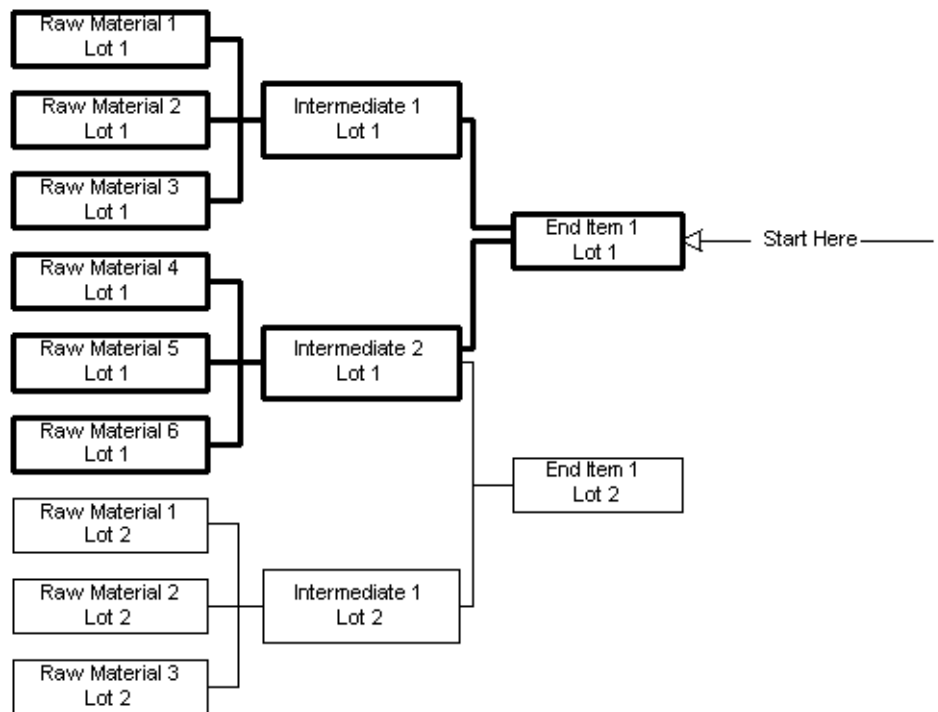 Raw Material 1
Lot 1
Raw Material 2
Lot 1
Raw Material 3
Lot 1
Intermediate 1
Lot 1
End Item 1
Lot 1
Start Here
Raw Material 4
Lot 1
Raw Material 5
Lot 1
Raw Material 6
Lot 1
Intermediate 2
Lot 1
End Item 1
Lot 2
Raw Material 1
Lot 2
Raw Material 2
Lot 2
Raw Material 3
Lot 2
Intermediate 1
Lot 2